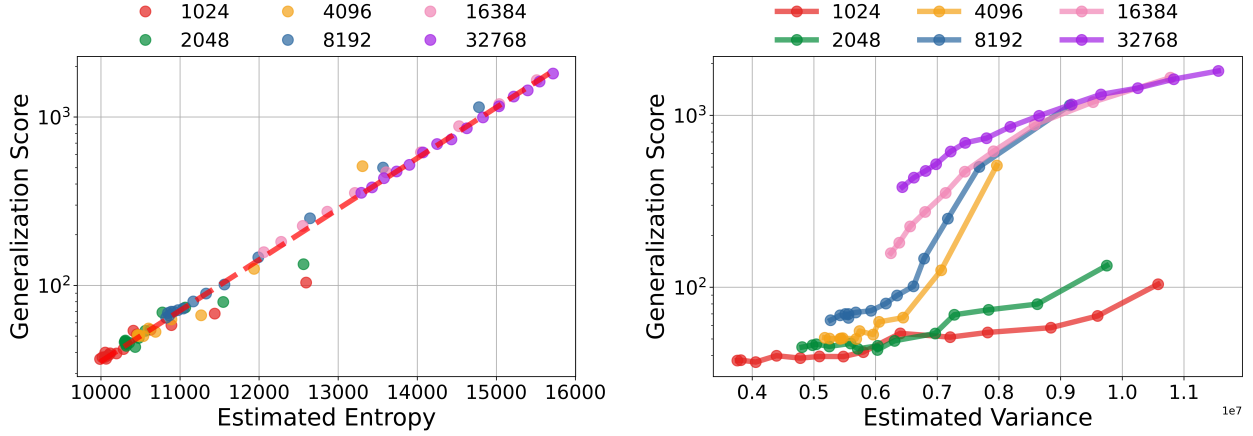 1024 4096 16384
2048 8192 32768
Generalization Score
10³
10²
10000 11000 12000 13000 14000 15000 16000
Estimated Entropy
1024 4096 16384
2048 8192 32768
Generalization Score
10³
10²
0.4 0.5 0.6 0.7 0.8 0.9 1.0 1.1
1e7
Estimated Variance